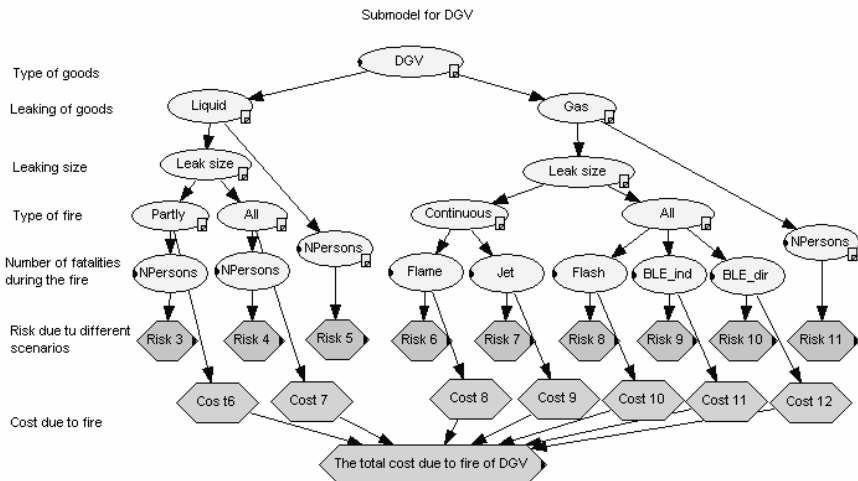 Submodel for DGV
DGV
Type of goods
Leaking of goods
Liquid
Gas
Leaking size
Leak size
Leak size
Type of fire
Partly
All
Continuous
All
NPersons
NPersons
Number of fatalities
during the fire
NPersons
NPersons
Flame
Jet
Flash
BLE_ind
BLE_dir
Risk due tu different
scenarios
Risk 3
Risk 4
Risk 5
Risk 6
Risk 7
Risk 8
Risk 9
Risk 10
Risk 11
Cos t6
Cost 7
Cost 8
Cost 9
Cost 10
Cost 11
Cost 12
Cost due to fire
The total cost due to fire of DGV